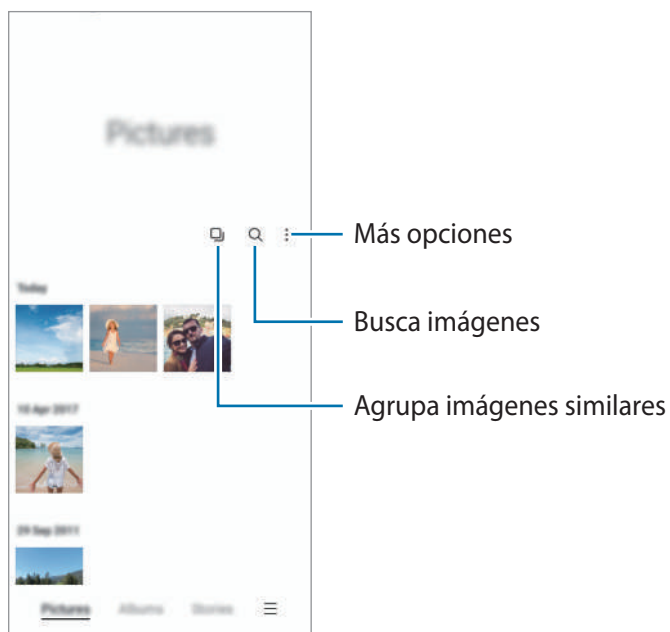 Pictures
Más opciones
Today
Busca imágenes
10 Apr 2017
Agrupa imágenes similares
29 Sep 2011
Pictures Albums Stories